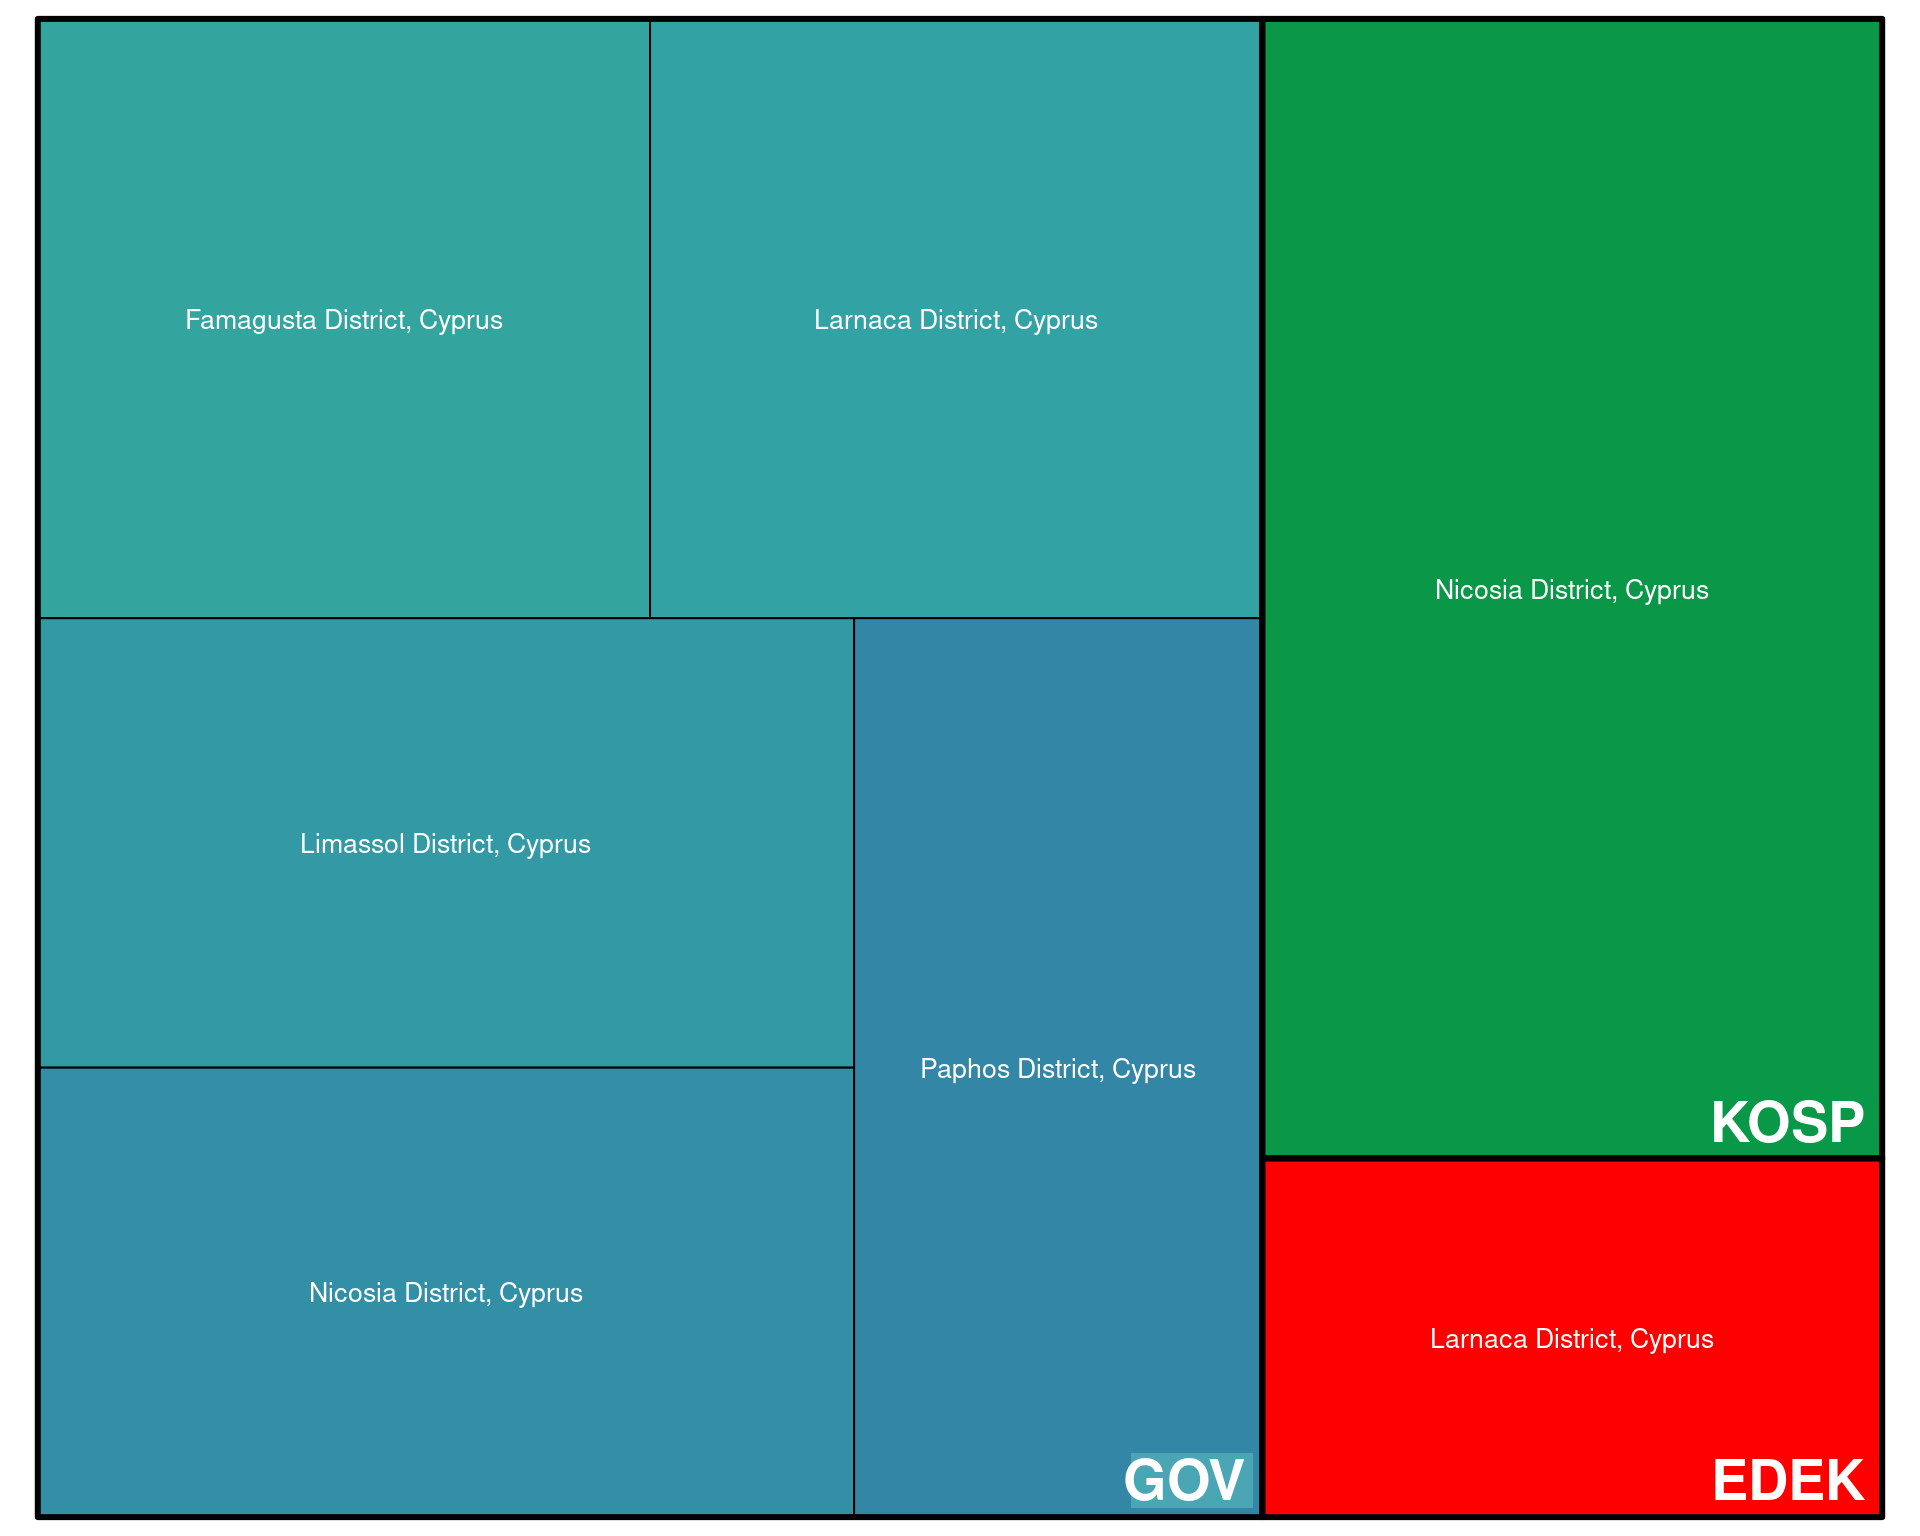 Famagusta District, Cyprus
Larnaca District, Cyprus
Nicosia District, Cyprus
Limassol District, Cyprus
Paphos District, Cyprus
KOSP
Nicosia District, Cyprus
Larnaca District, Cyprus
GOV
EDEK